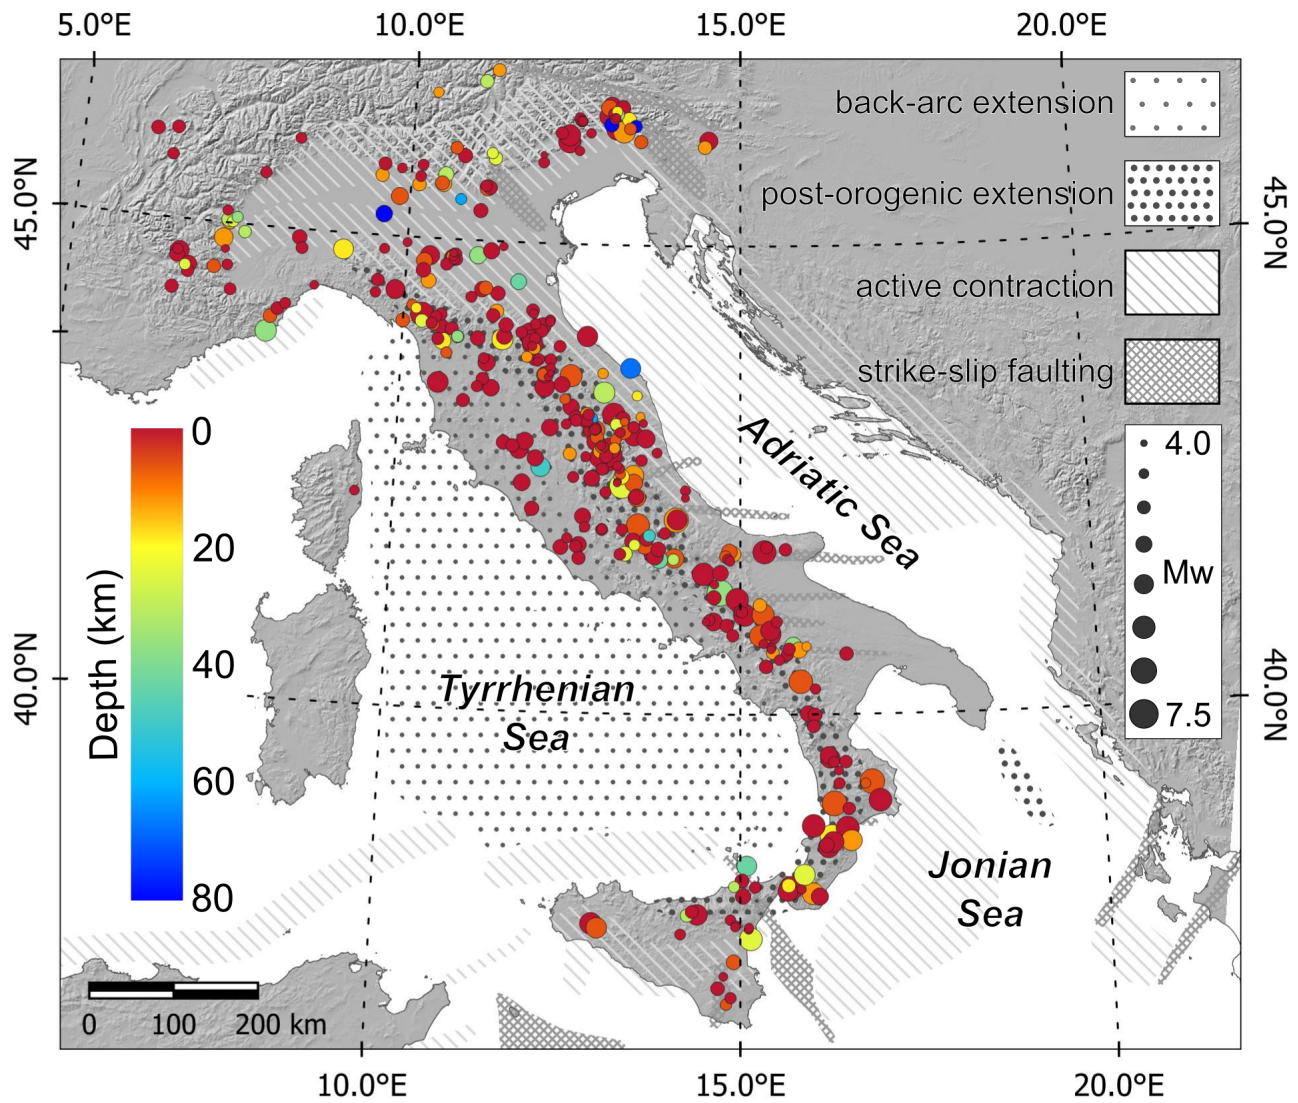 5.0°E 10.0°E 15.0°E 20.0°E
back-arc extension
post-orogenic extension
45.0°N
45.0°N
active contraction
strike-slip faulting
4.0
Mw
7.5
Adriatic Sea
0
20
40
60
80
Depth (km)
40.0°N
40.0°N
Tyrrhenian
Sea
Jonian
Sea
0 100 200 km
10.0°E 15.0°E 20.0°E